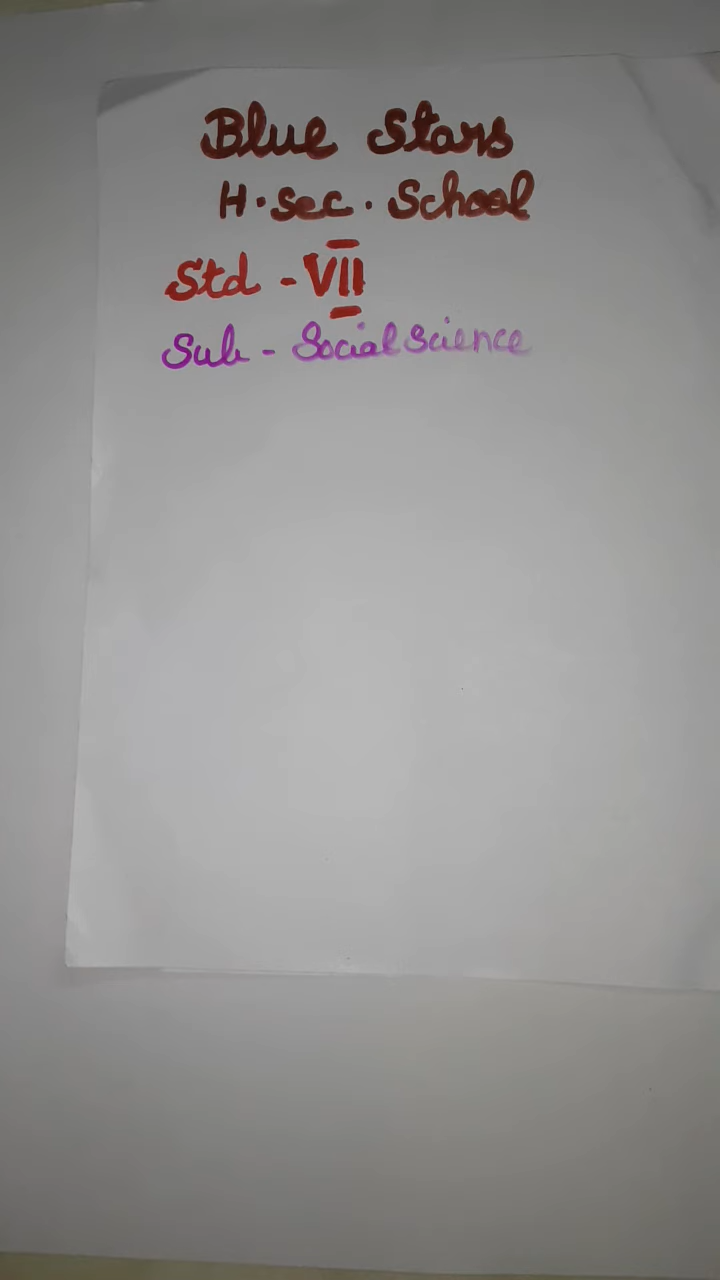 Blue Stars
H. Sec. School
Std - VII
Sub - Social Science